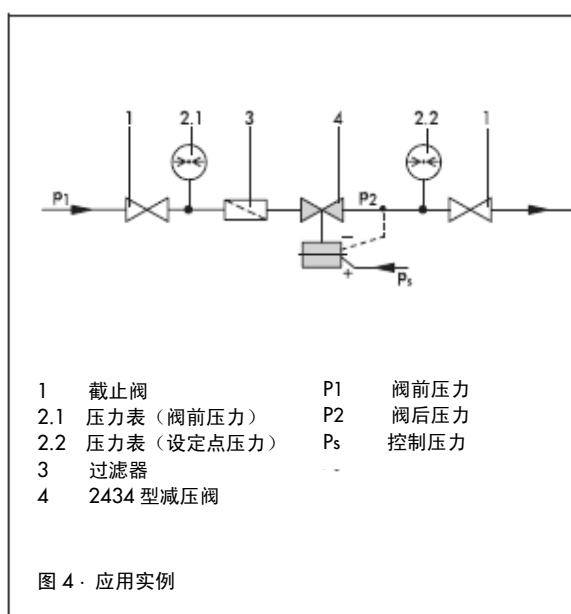 1 2.1 3 4 2.2 1
P1 P2
−
+ Ps
1 截止阀
2.1 压力表（阀前压力）
2.2 压力表（设定点压力）
3 过滤器
4 2434 型减压阀
P1 阀前压力
P2 阀后压力
Ps 控制压力
图 4 · 应用实例